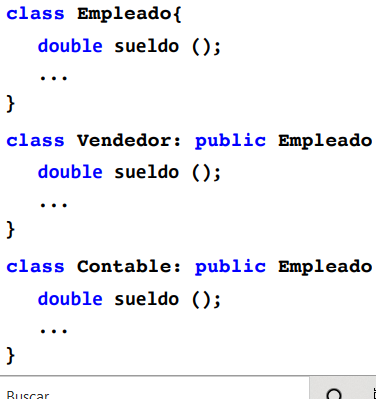 class Empleado{
double sueldo ();
...
}
class Vendedor: public Empleado
double sueldo ();
...
}
class Contable: public Empleado
double sueldo ();
...
}
Buscar